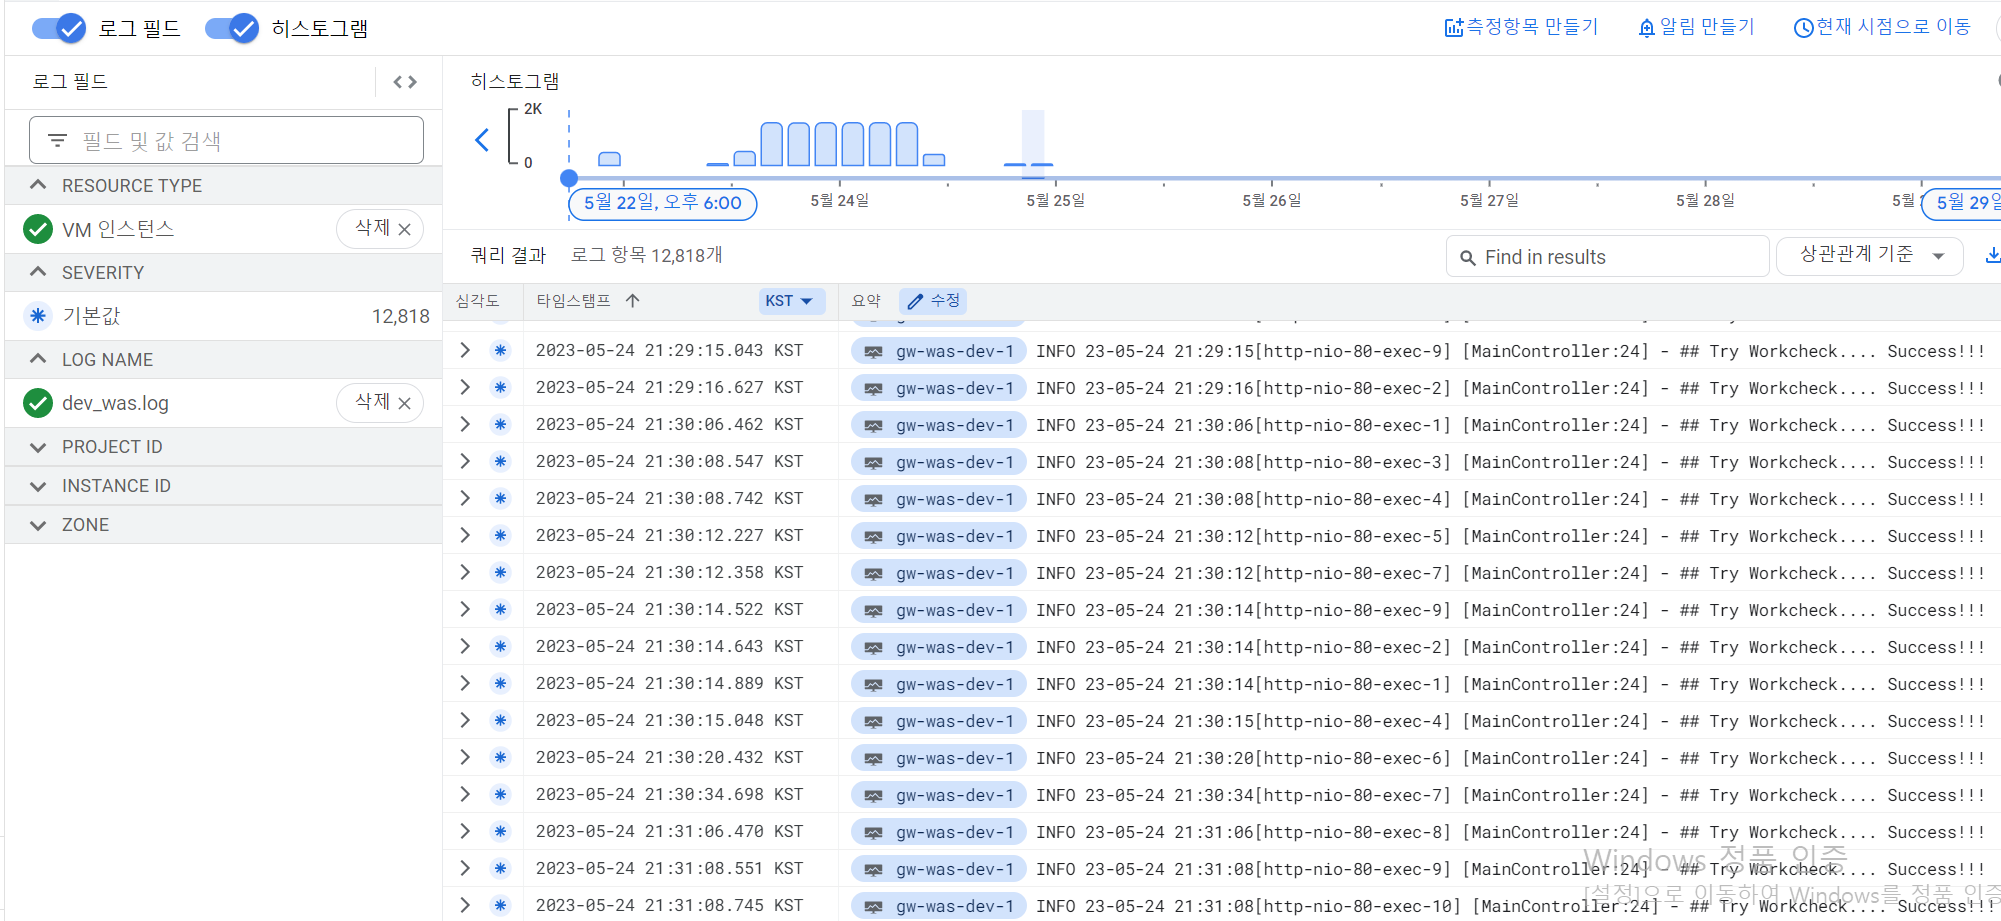 로그 필드
히스토그램
측정항목 만들기
알림 만들기
현재 시점으로 이동
로그 필드
필드 및 값 검색
RESOURCE TYPE
VM 인스턴스
삭제
SEVERITY
기본값
12,818
LOG NAME
dev_was.log
삭제
PROJECT ID
INSTANCE ID
ZONE
히스토그램
2K
0
5월 22일, 오후 6:00
5월 24일
5월 25일
5월 26일
5월 27일
5월 28일
5월
5월 29일
쿼리 결과
로그 항목 12,818개
Find in results
상관관계 기준
심각도
타임스탬프
KST
요약
수정
2023-05-24 21:29:15.043 KST gw-was-dev-1 INFO 23-05-24 21:29:15[http-nio-80-exec-9] [MainController:24] - ## Try Workcheck.... Success!!!
2023-05-24 21:29:16.627 KST gw-was-dev-1 INFO 23-05-24 21:29:16[http-nio-80-exec-2] [MainController:24] - ## Try Workcheck.... Success!!!
2023-05-24 21:30:06.462 KST gw-was-dev-1 INFO 23-05-24 21:30:06[http-nio-80-exec-1] [MainController:24] - ## Try Workcheck.... Success!!!
2023-05-24 21:30:08.547 KST gw-was-dev-1 INFO 23-05-24 21:30:08[http-nio-80-exec-3] [MainController:24] - ## Try Workcheck.... Success!!!
2023-05-24 21:30:08.742 KST gw-was-dev-1 INFO 23-05-24 21:30:08[http-nio-80-exec-4] [MainController:24] - ## Try Workcheck.... Success!!!
2023-05-24 21:30:12.227 KST gw-was-dev-1 INFO 23-05-24 21:30:12[http-nio-80-exec-5] [MainController:24] - ## Try Workcheck.... Success!!!
2023-05-24 21:30:12.358 KST gw-was-dev-1 INFO 23-05-24 21:30:12[http-nio-80-exec-7] [MainController:24] - ## Try Workcheck.... Success!!!
2023-05-24 21:30:14.522 KST gw-was-dev-1 INFO 23-05-24 21:30:14[http-nio-80-exec-9] [MainController:24] - ## Try Workcheck.... Success!!!
2023-05-24 21:30:14.643 KST gw-was-dev-1 INFO 23-05-24 21:30:14[http-nio-80-exec-2] [MainController:24] - ## Try Workcheck.... Success!!!
2023-05-24 21:30:14.889 KST gw-was-dev-1 INFO 23-05-24 21:30:14[http-nio-80-exec-1] [MainController:24] - ## Try Workcheck.... Success!!!
2023-05-24 21:30:15.048 KST gw-was-dev-1 INFO 23-05-24 21:30:15[http-nio-80-exec-4] [MainController:24] - ## Try Workcheck.... Success!!!
2023-05-24 21:30:20.432 KST gw-was-dev-1 INFO 23-05-24 21:30:20[http-nio-80-exec-6] [MainController:24] - ## Try Workcheck.... Success!!!
2023-05-24 21:30:34.698 KST gw-was-dev-1 INFO 23-05-24 21:30:34[http-nio-80-exec-7] [MainController:24] - ## Try Workcheck.... Success!!!
2023-05-24 21:31:06.470 KST gw-was-dev-1 INFO 23-05-24 21:31:06[http-nio-80-exec-8] [MainController:24] - ## Try Workcheck.... Success!!!
2023-05-24 21:31:08.551 KST gw-was-dev-1 INFO 23-05-24 21:31:08[http-nio-80-exec-9] [MainController:24] - ## Try Workcheck.... Success!!!
2023-05-24 21:31:08.745 KST gw-was-dev-1 INFO 23-05-24 21:31:08[http-nio-80-exec-10] [MainController:24] - ## Try Workcheck.... Success!!!
Windows 정품 인증
[설정]으로 이동하여 Windows를 정품 인증